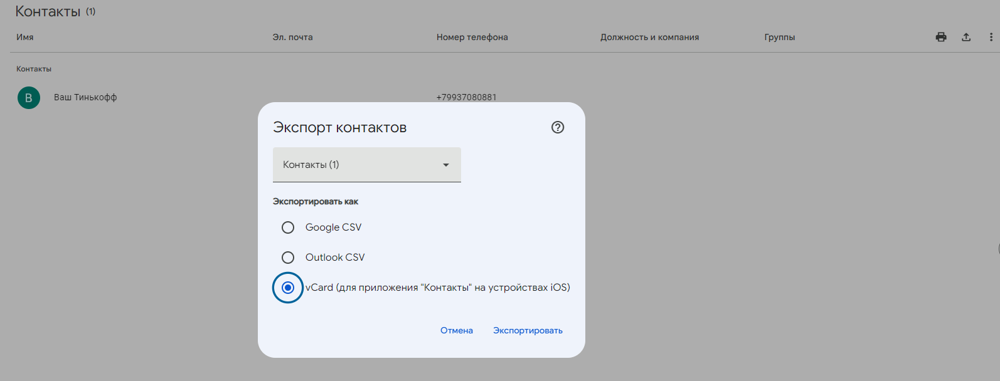 Контакты (1)
Имя Эл. почта Номер телефона Должность и компания Группы
Контакты
В Ваш Тинькофф +79937080881
Экспорт контактов
Контакты (1)
Экспортировать как
Google CSV
Outlook CSV
vCard (для приложения "Контакты" на устройствах iOS)
Отмена Экспортировать